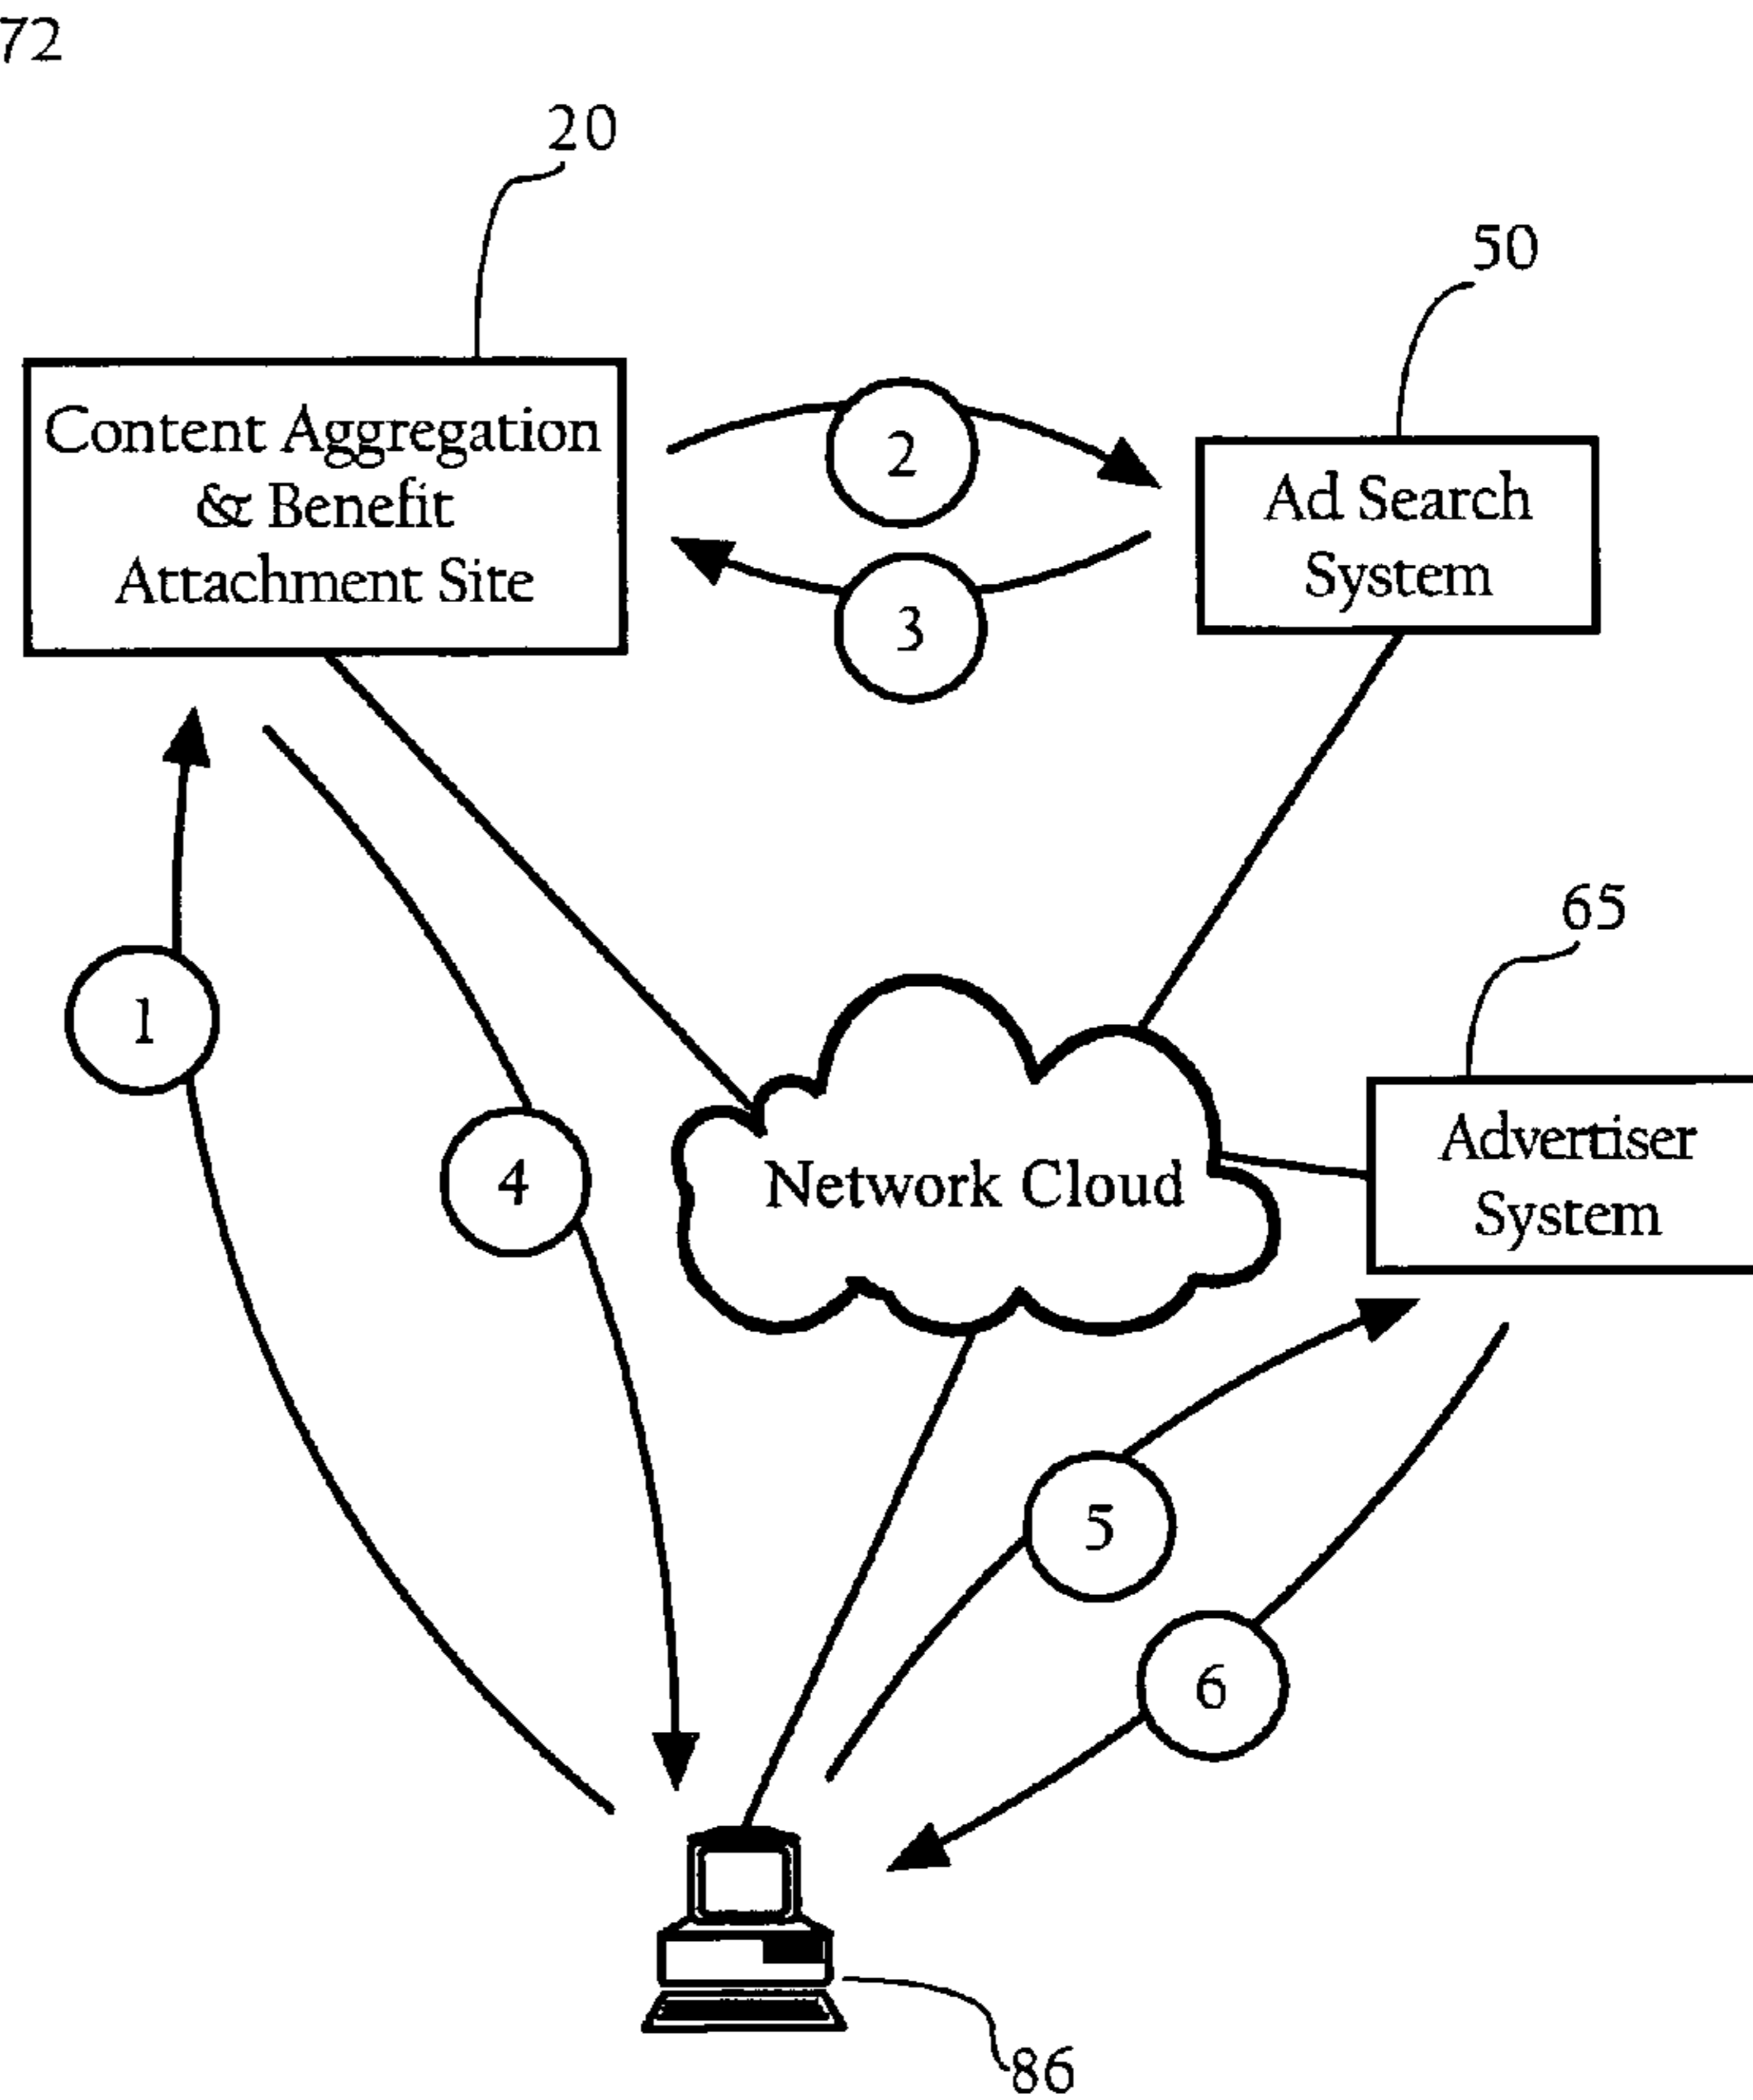 72
20
50
Content Aggregation
& Benefit
Attachment Site
2
Ad Search
System
3
65
1
Advertiser
System
4
Network Cloud
5
6
86